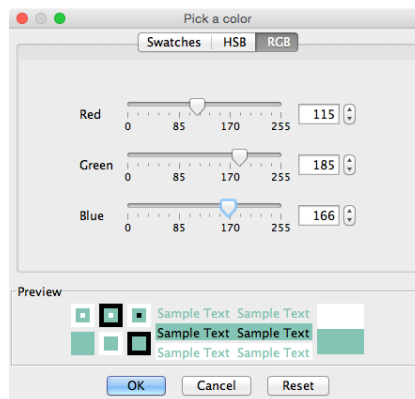 Pick a color
Swatches HSB RGB
Red 115
0 85 170 255
Green 185
0 85 170 255
Blue 166
0 85 170 255
Preview
Sample Text Sample Text
Sample Text Sample Text
Sample Text Sample Text
OK Cancel Reset